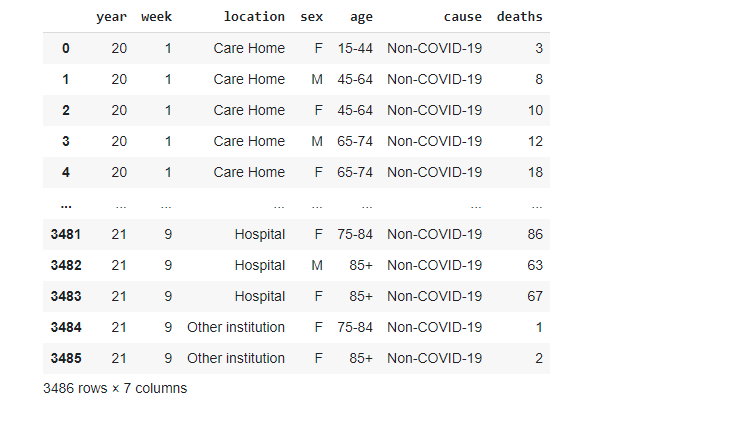 year week location sex age cause deaths
0 20 1 Care Home F 15-44 Non-COVID-19 3
1 20 1 Care Home M 45-64 Non-COVID-19 8
2 20 1 Care Home F 45-64 Non-COVID-19 10
3 20 1 Care Home M 65-74 Non-COVID-19 12
4 20 1 Care Home F 65-74 Non-COVID-19 18
... ... ... ... ... ... ... ...
3481 21 9 Hospital F 75-84 Non-COVID-19 86
3482 21 9 Hospital M 85+ Non-COVID-19 63
3483 21 9 Hospital F 85+ Non-COVID-19 67
3484 21 9 Other institution F 75-84 Non-COVID-19 1
3485 21 9 Other institution F 85+ Non-COVID-19 2
3486 rows × 7 columns